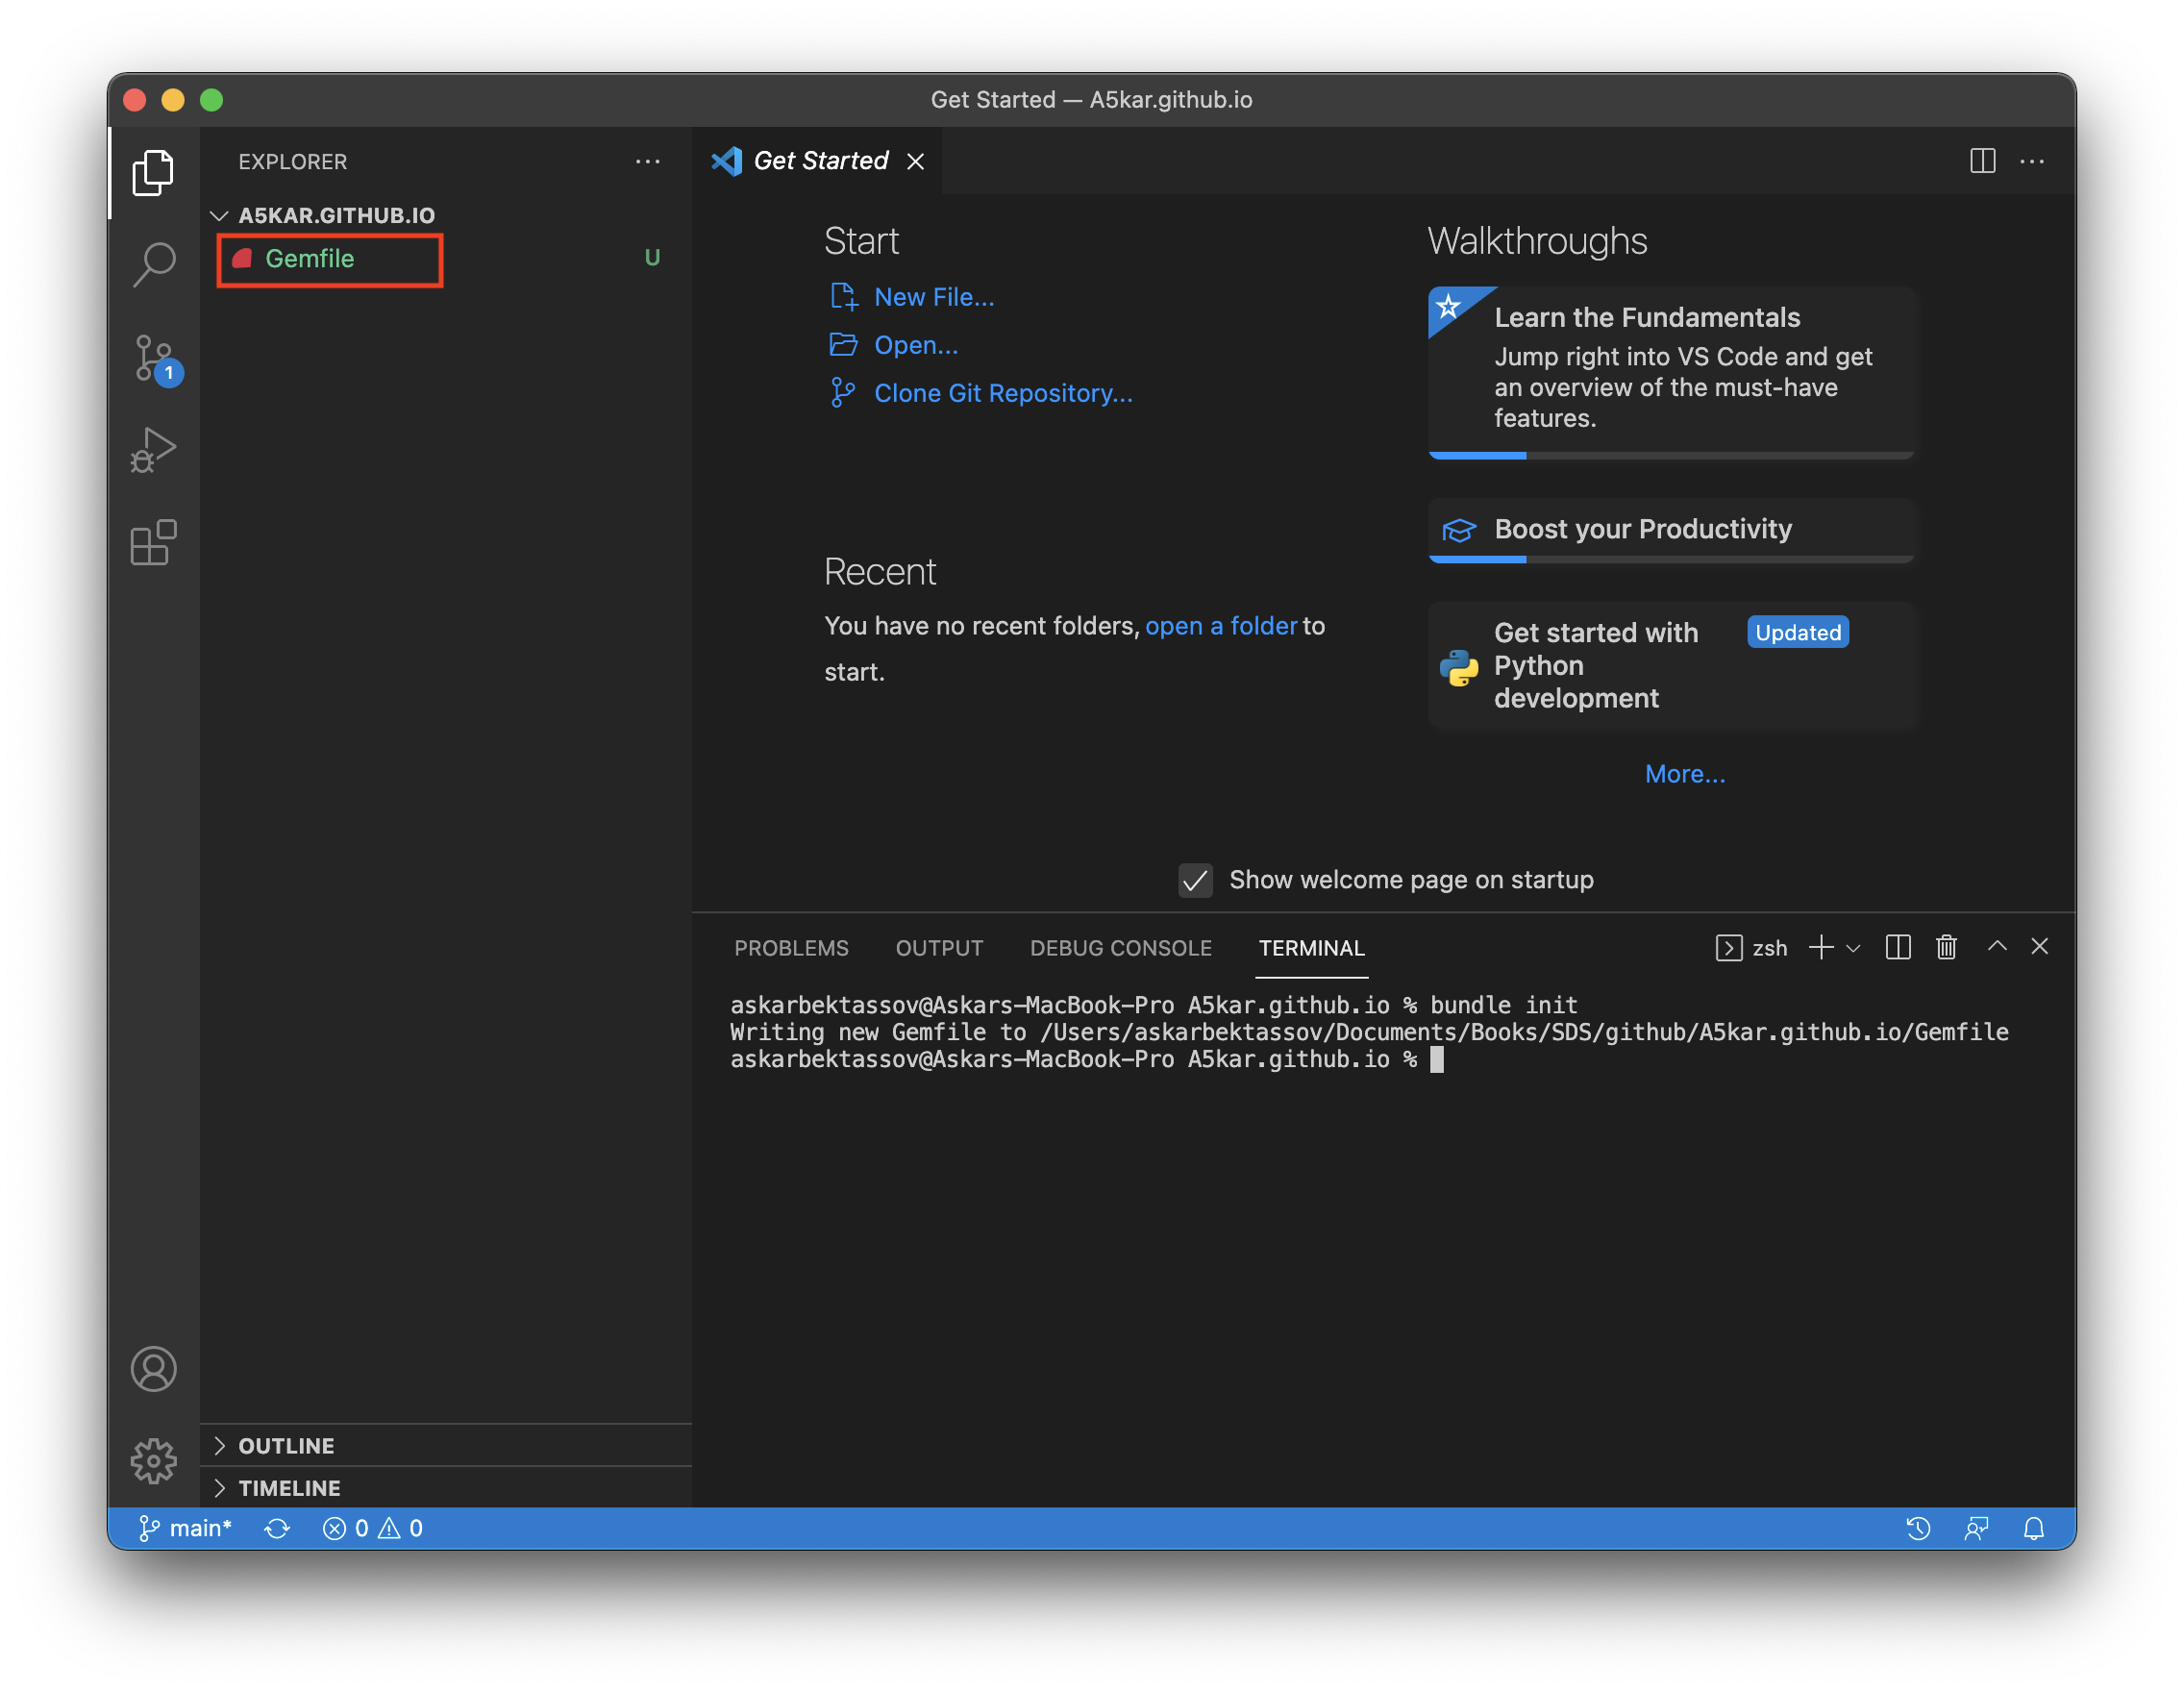 Get Started — A5kar.github.io
EXPLORER
A5KAR.GITHUB.IO
Gemfile
U
1
OUTLINE
TIMELINE
Get Started
Start
New File...
Open...
Clone Git Repository...
Recent
You have no recent folders, open a folder to
start.
Walkthroughs
Learn the Fundamentals
Jump right into VS Code and get
an overview of the must-have
features.
Boost your Productivity
Get started with
Python
development
Updated
More...
Show welcome page on startup
PROBLEMS
OUTPUT
DEBUG CONSOLE
TERMINAL
zsh
askarbektassov@Askars-MacBook-Pro A5kar.github.io % bundle init
Writing new Gemfile to /Users/askarbektassov/Documents/Books/SDS/github/A5kar.github.io/Gemfile
askarbektassov@Askars-MacBook-Pro A5kar.github.io %
main*
0
0